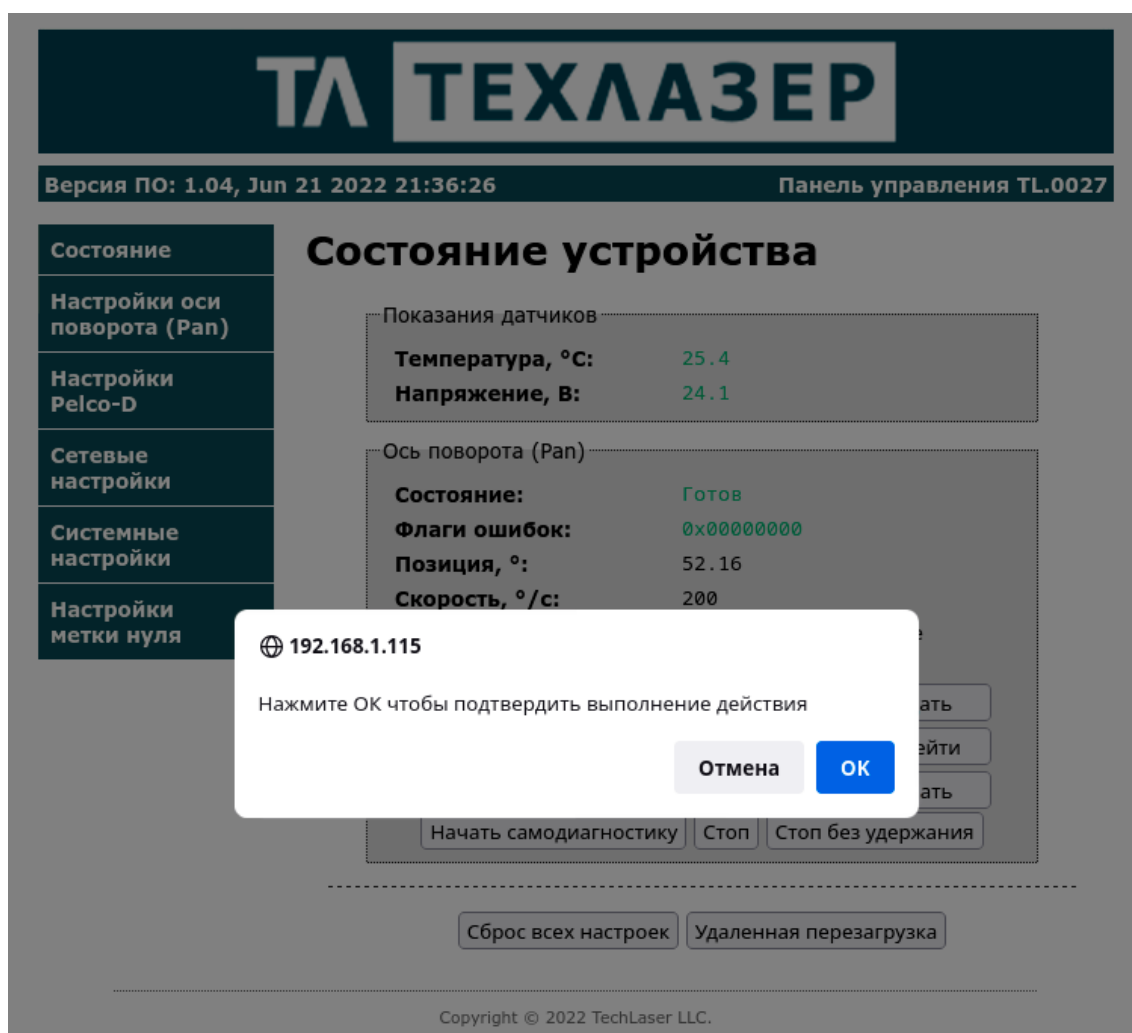 ТЛ ТЕХЛАЗЕР
Версия ПО: 1.04, Jun 21 2022 21:36:26 Панель управления TL.0027
Состояние
Настройки оси
поворота (Pan)
Настройки
Pelco-D
Сетевые
настройки
Системные
настройки
Настройки
метки нуля
Состояние устройства
Показания датчиков
Температура, °C: 25.4
Напряжение, В: 24.1
Ось поворота (Pan)
Состояние: Готов
Флаги ошибок: 0x00000000
Позиция, °: 52.16
Скорость, °/с: 200
192.168.1.115
Нажмите ОК чтобы подтвердить выполнение действия
Отмена ОК
Начать самодиагностику Стоп Стоп без удержания
Сброс всех настроек Удаленная перезагрузка
Copyright © 2022 TechLaser LLC.